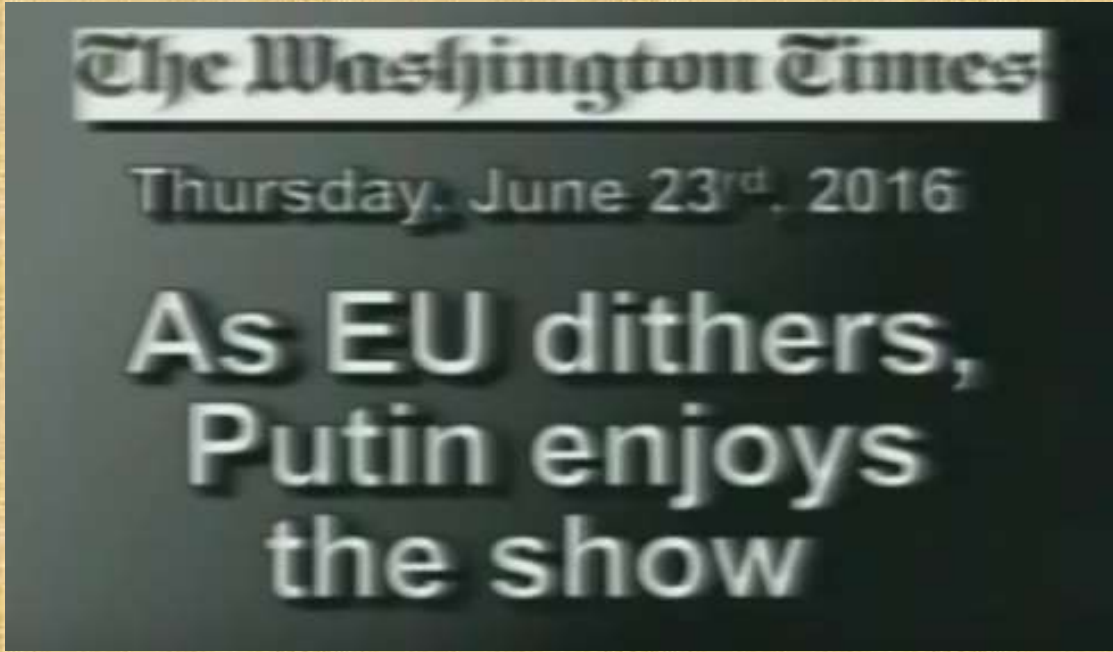 The Washington Times
Thursday, June 23rd, 2016
As EU dithers,
Putin enjoys
the show